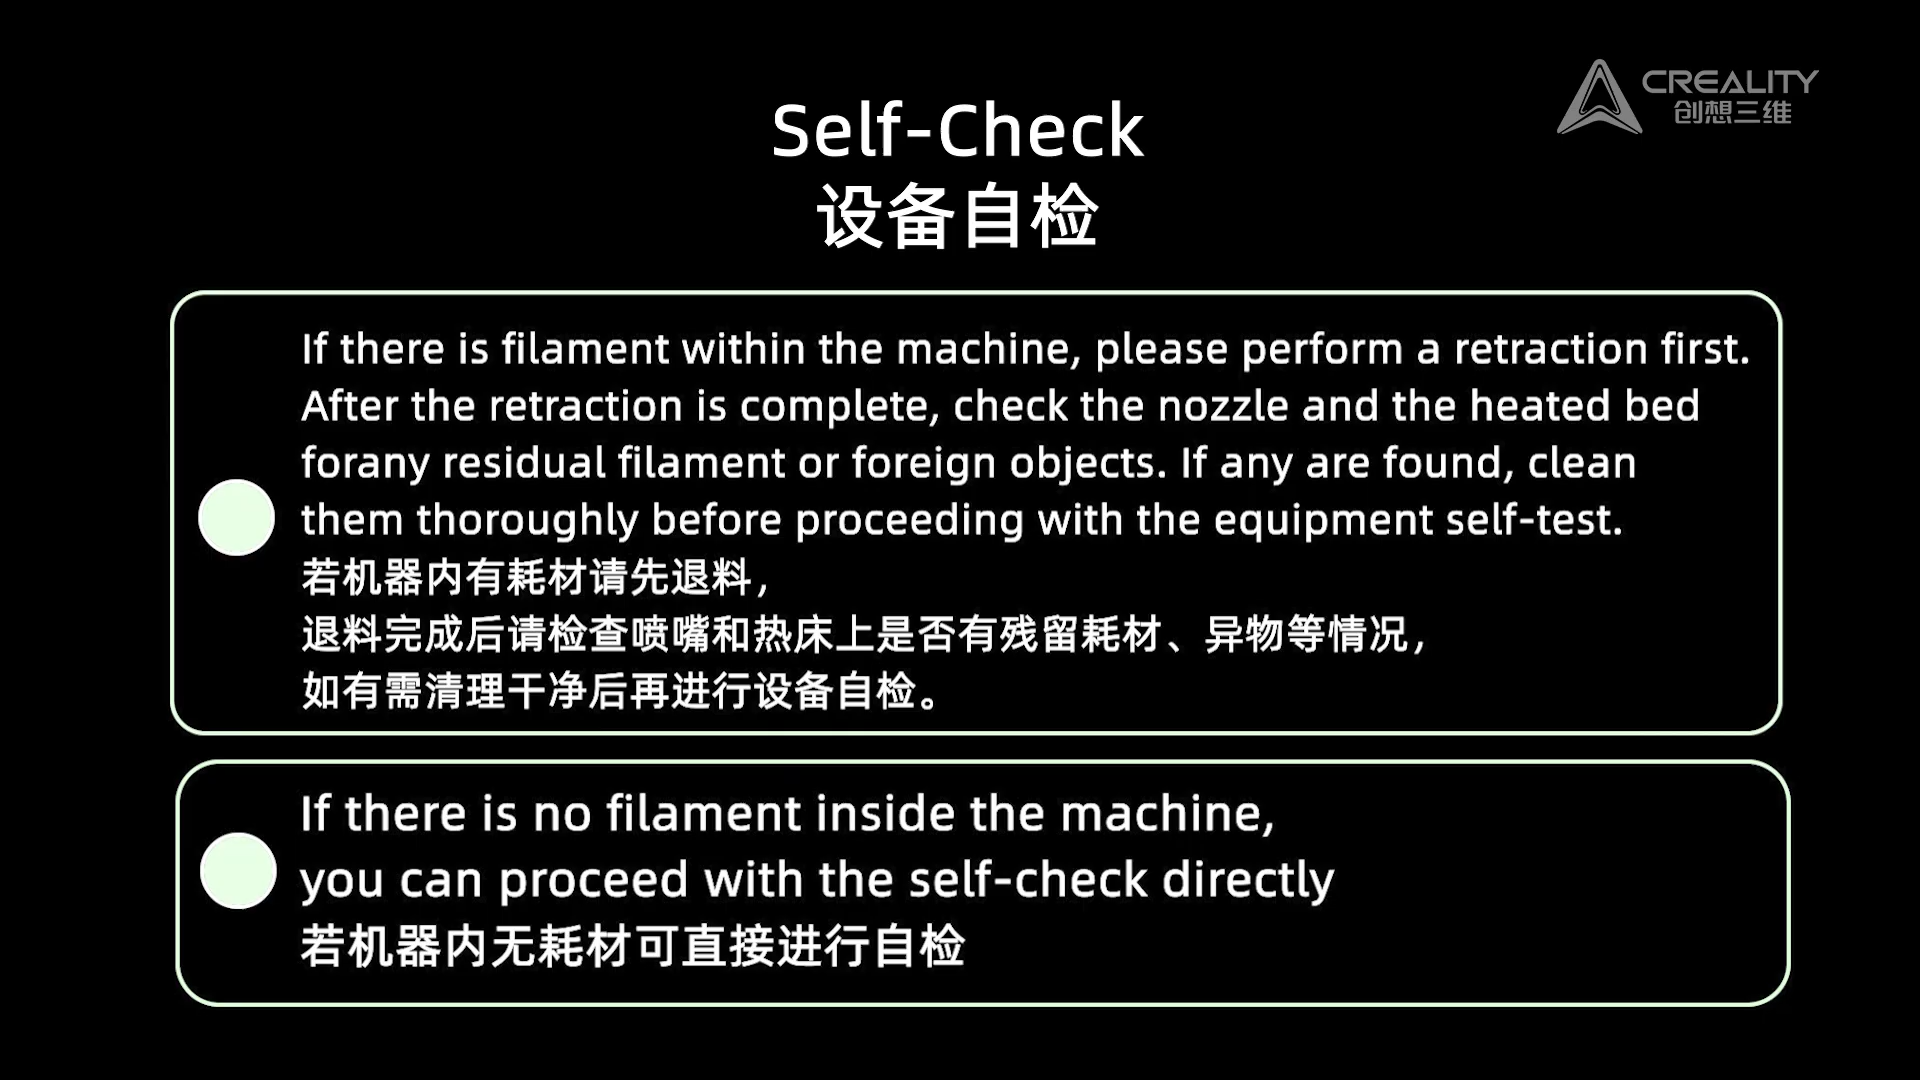 CREALITY
创想三维
Self-Check
设备自检
If there is filament within the machine, please perform a retraction first.
After the retraction is complete, check the nozzle and the heated bed
forany residual filament or foreign objects. If any are found, clean
them thoroughly before proceeding with the equipment self-test.
若机器内有耗材请先退料，
退料完成后请检查喷嘴和热床上是否有残留耗材、异物等情况，
如有需清理干净后再进行设备自检。
If there is no filament inside the machine,
you can proceed with the self-check directly
若机器内无耗材可直接进行自检